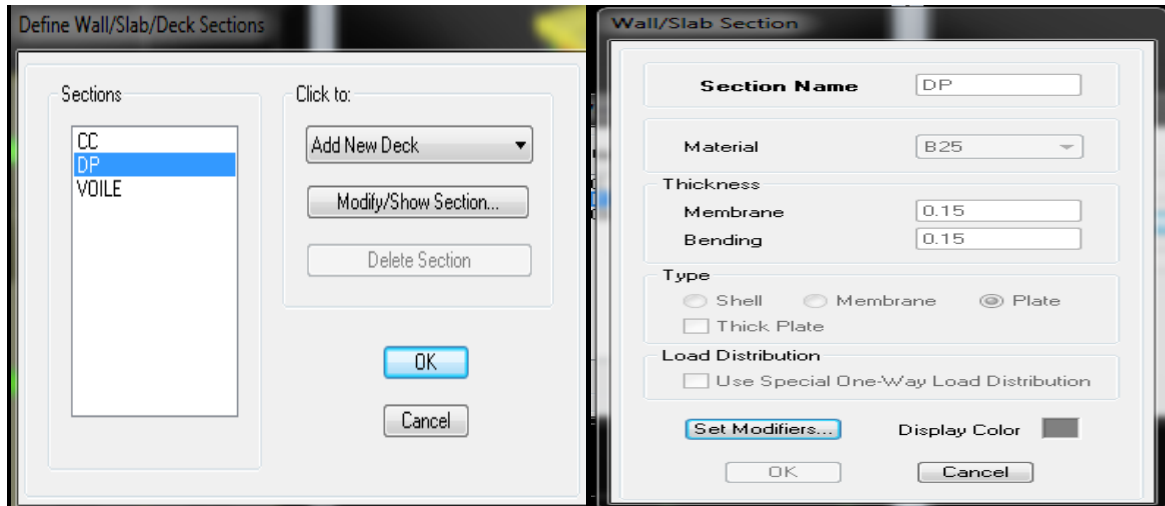 Define Wall/Slab/Deck Sections
Sections
CC
DP
VOILE
Click to:
Add New Deck
Modify/Show Section...
Delete Section
OK
Cancel
Wall/Slab Section
Section Name DP
Material B25
Thickness
Membrane 0.15
Bending 0.15
Type
Shell Membrane Plate
Thick Plate
Load Distribution
Use Special One-Way Load Distribution
Set Modifiers... Display Color
OK Cancel